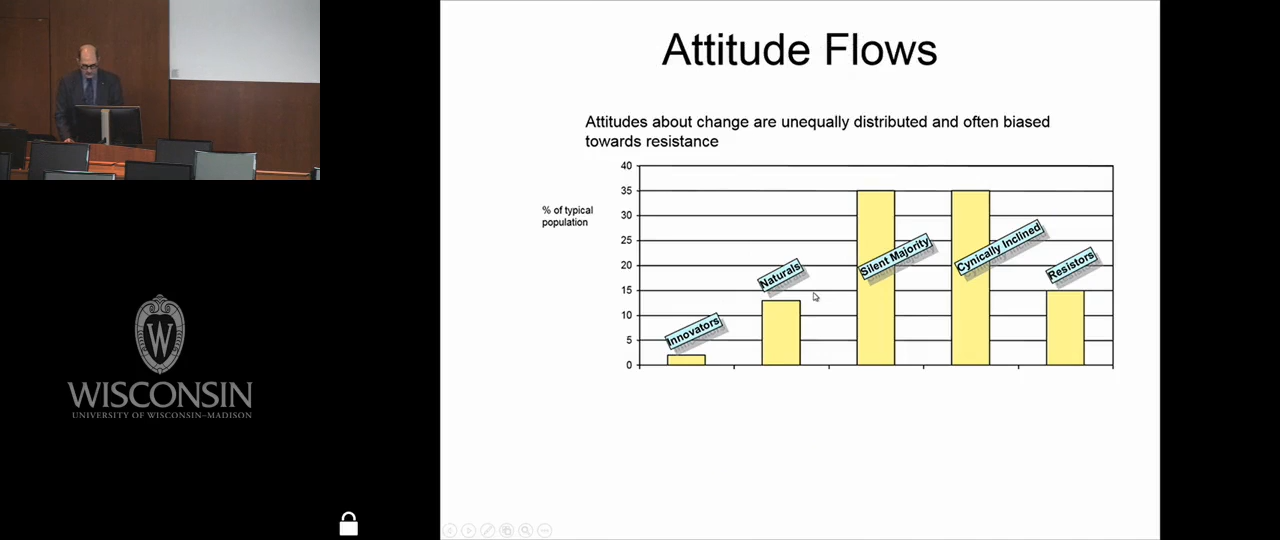 Attitude Flows
Attitudes about change are unequally distributed and often biased
towards resistance
% of typical
population
40
35
30
25
20
15
10
5
0
Innovators
Naturals
Silent Majority
Cynically Inclined
Resistors
W
WISCONSIN
UNIVERSITY OF WISCONSIN–MADISON